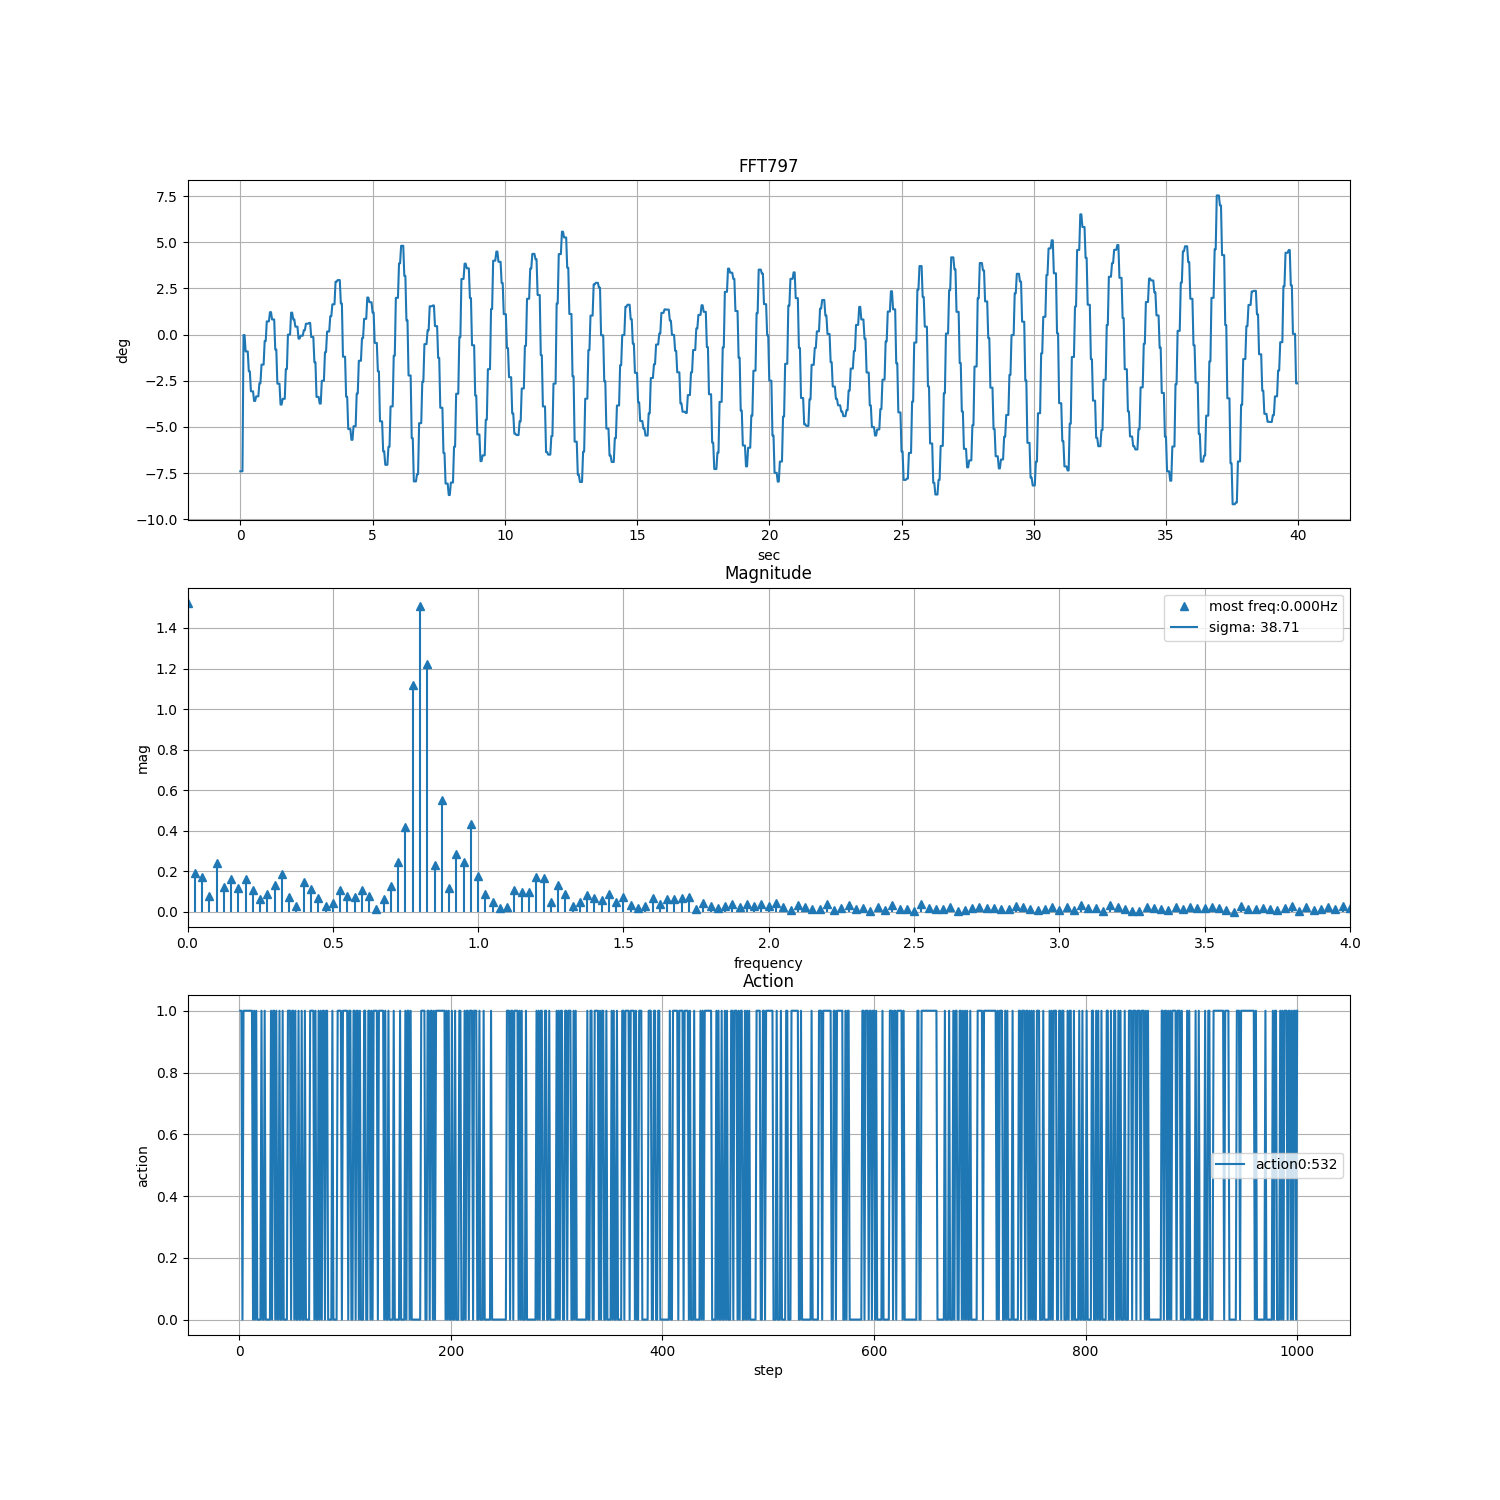 FFT797
7.5
5.0
2.5
0.0
−2.5
−5.0
−7.5
−10.0
deg
0 5 10 15 20 25 30 35 40
sec
Magnitude
most freq:0.000Hz
sigma: 38.71
1.4
1.2
1.0
0.8
0.6
0.4
0.2
0.0
mag
0.0 0.5 1.0 1.5 2.0 2.5 3.0 3.5 4.0
frequency
Action
1.0
0.8
0.6
0.4
0.2
0.0
action
action0:532
0 200 400 600 800 1000
step